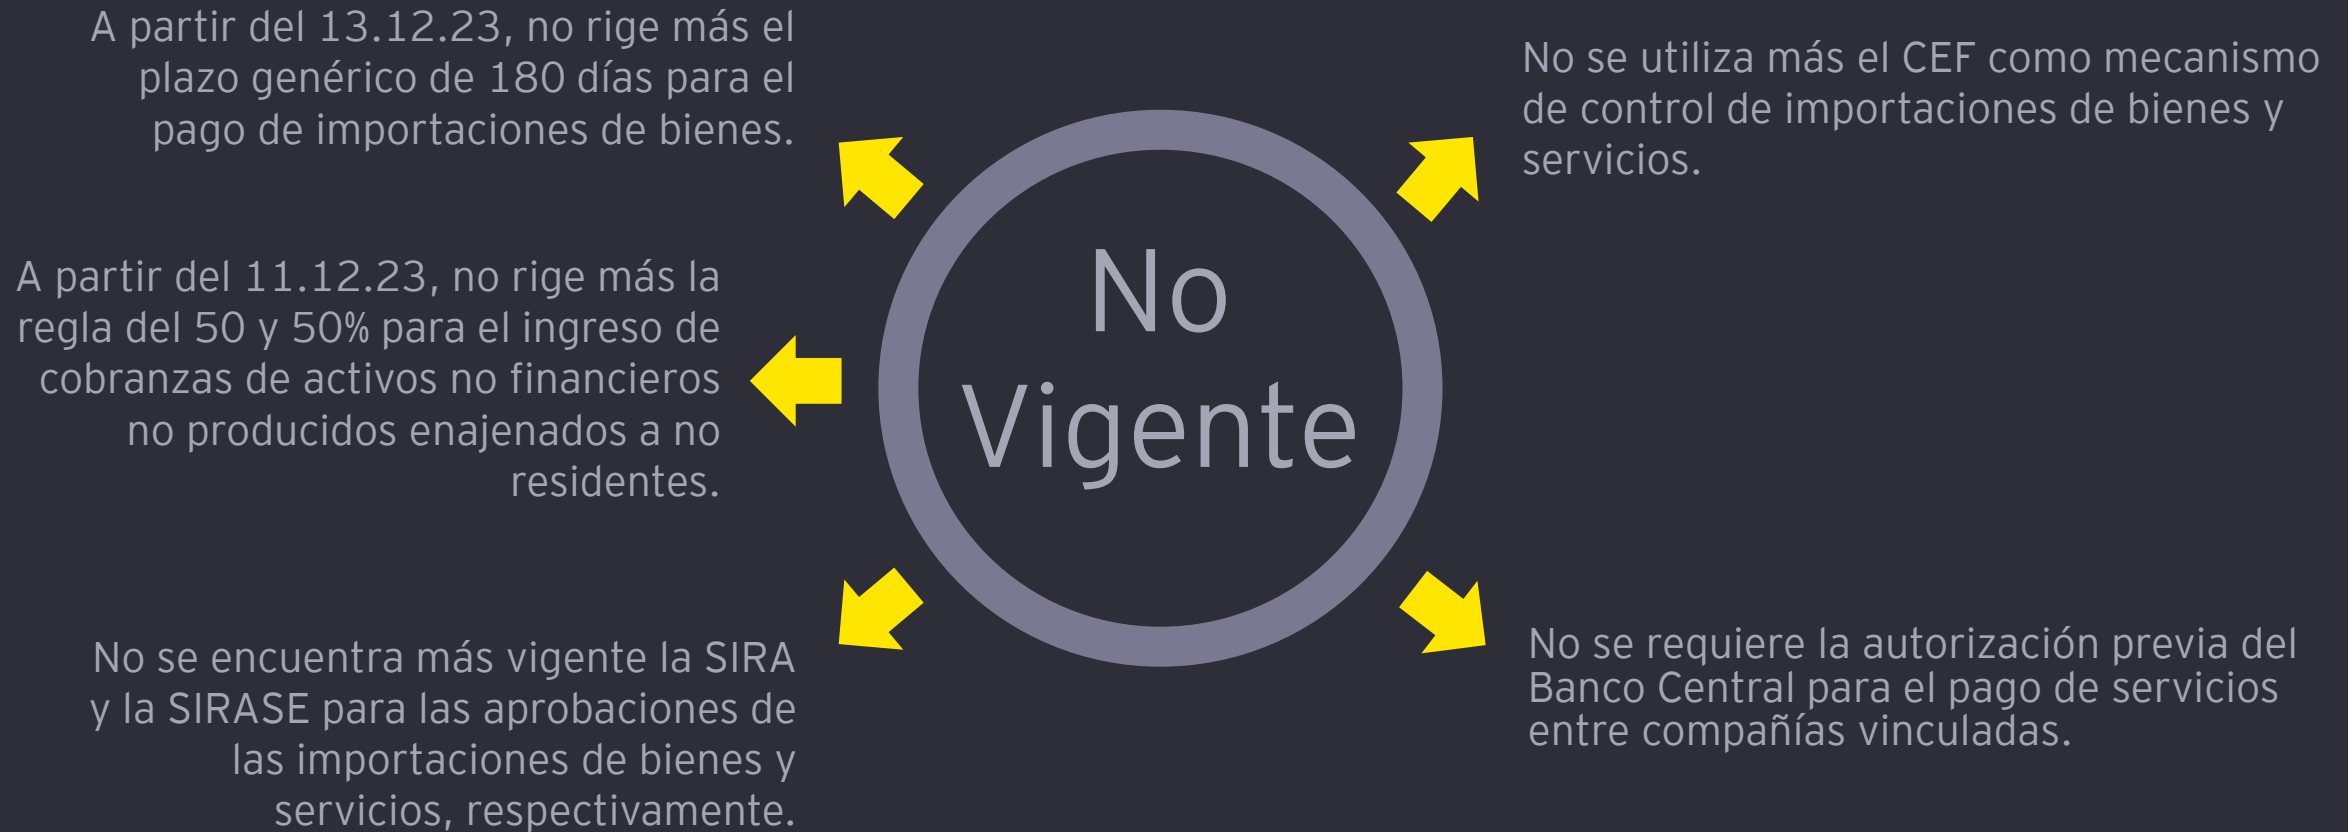 A partir del 13.12.23, no rige más el
plazo genérico de 180 días para el
pago de importaciones de bienes.
A partir del 11.12.23, no rige más la
regla del 50 y 50% para el ingreso de
cobranzas de activos no financieros
no producidos enajenados a no
residentes.
No se encuentra más vigente la SIRA
y la SIRASE para las aprobaciones de
las importaciones de bienes y
servicios, respectivamente.
No
Vigente
No se utiliza más el CEF como mecanismo
de control de importaciones de bienes y
servicios.
No se requiere la autorización previa del
Banco Central para el pago de servicios
entre compañías vinculadas.